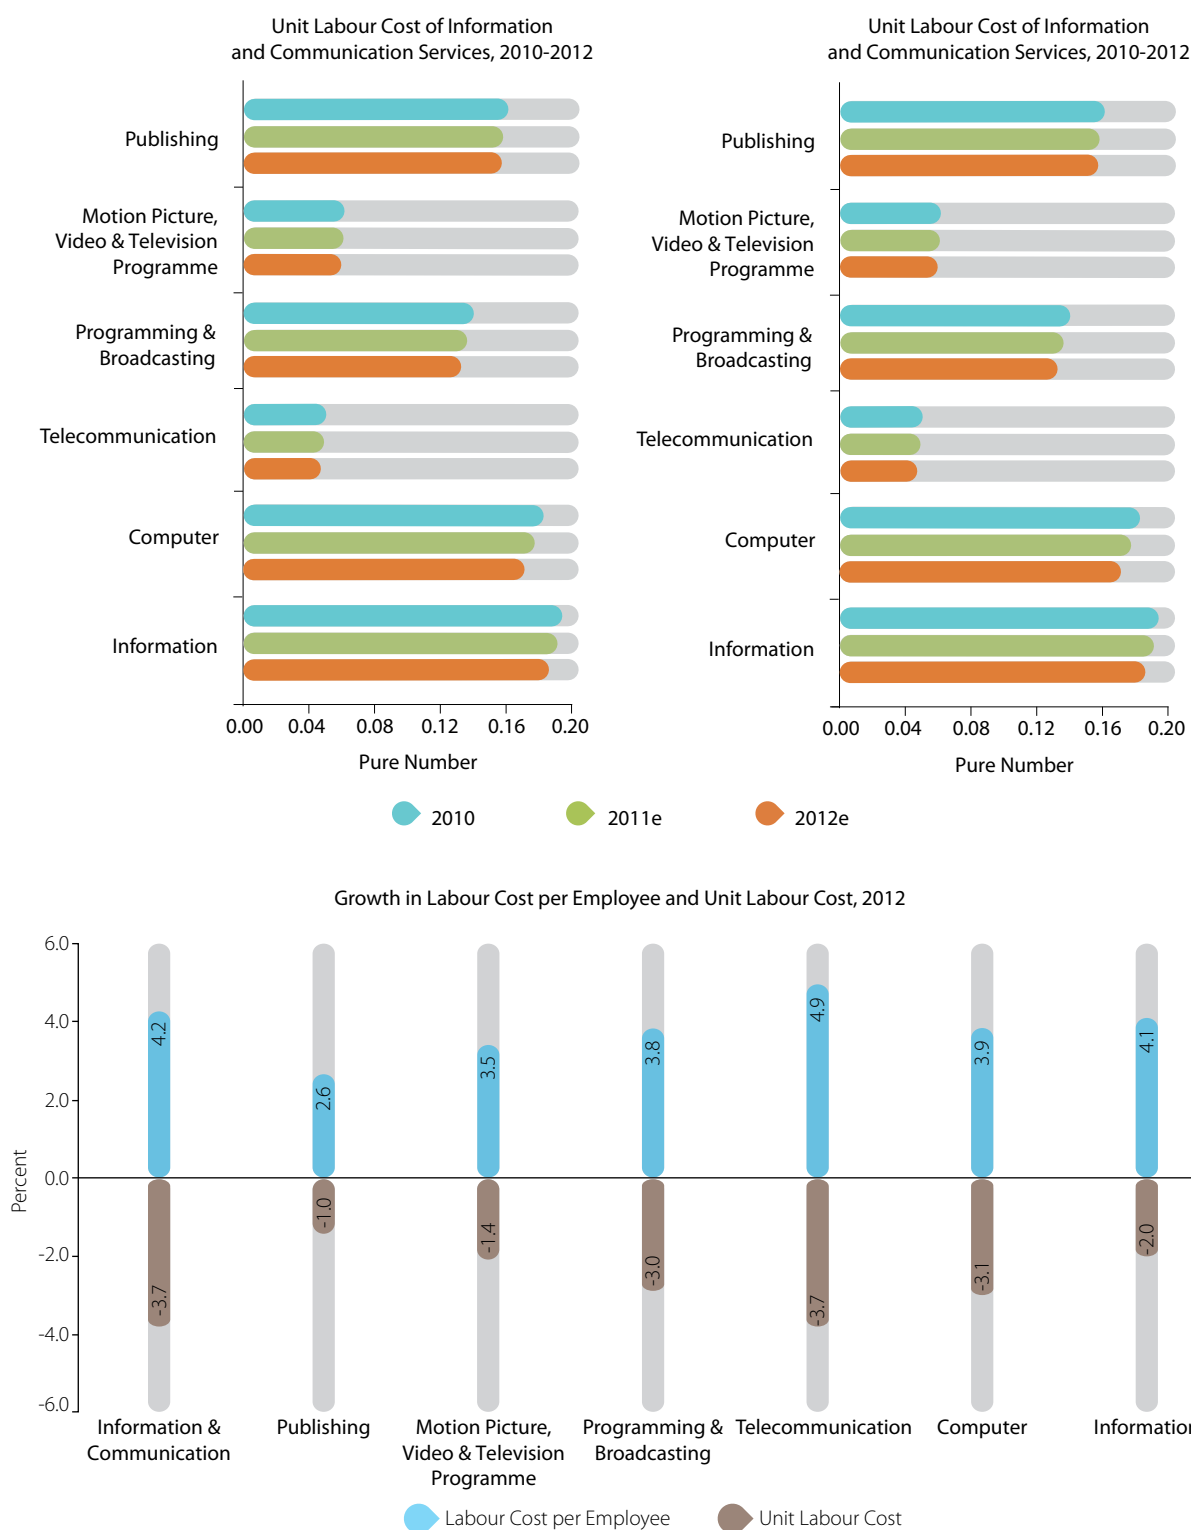 Unit Labour Cost of Information
and Communication Services, 2010-2012
Publishing
Motion Picture,
Video & Television
Programme
Programming &
Broadcasting
Telecommunication
Computer
Information
0.00 0.04 0.08 0.12 0.16 0.20
Pure Number
Unit Labour Cost of Information
and Communication Services, 2010-2012
Publishing
Motion Picture,
Video & Television
Programme
Programming &
Broadcasting
Telecommunication
Computer
Information
0.00 0.04 0.08 0.12 0.16 0.20
Pure Number
2010 2011e 2012e
Growth in Labour Cost per Employee and Unit Labour Cost, 2012
Percent
6.0
4.0
2.0
0.0
-2.0
-4.0
-6.0
4.2 2.6 3.5 3.8 4.9 3.9 4.1
-3.7 -1.0 -1.4 -3.0 -3.7 -3.1 -2.0
Information &
Communication
Publishing
Motion Picture,
Video & Television
Programme
Programming &
Broadcasting
Telecommunication
Computer
Information
Labour Cost per Employee Unit Labour Cost